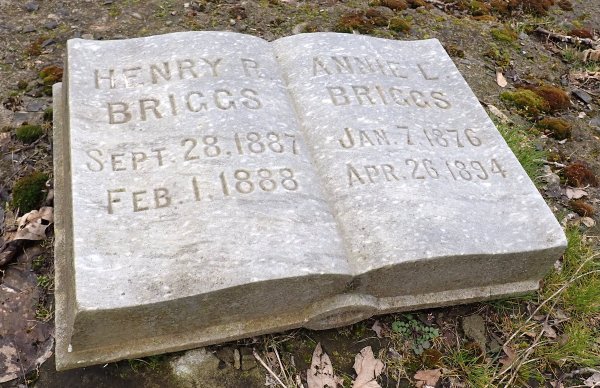 HENRY R.
BRIGGS
SEPT. 28. 1887
FEB. 1. 1888
ANNIE L.
BRIGGS
JAN. 7. 1876
APR. 26 1894